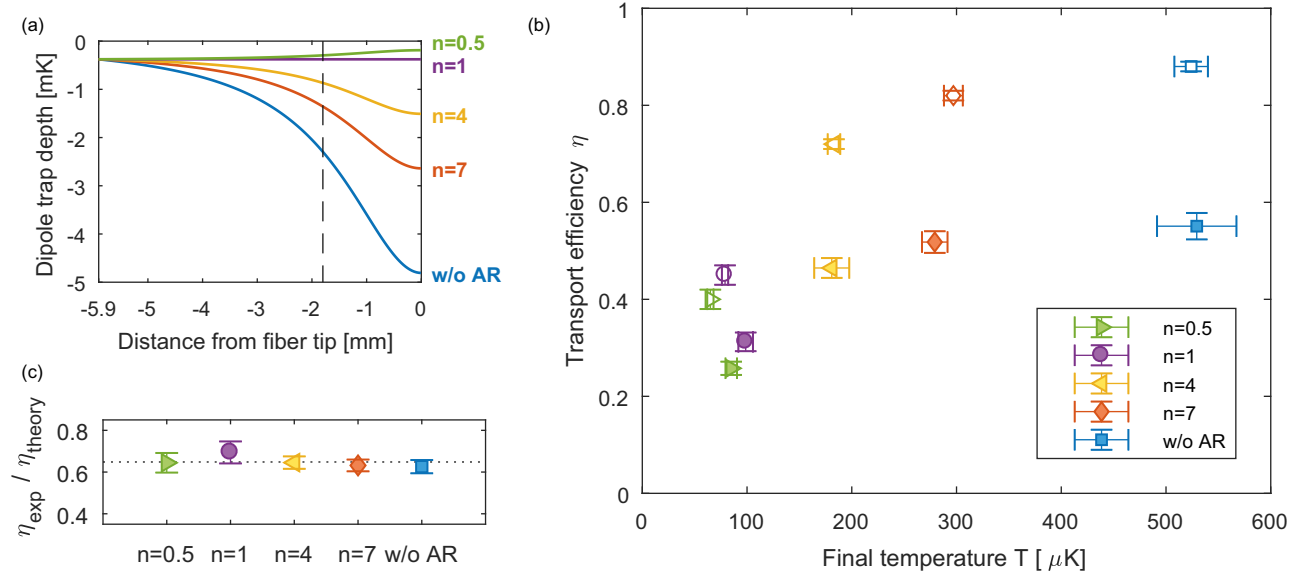 (a)
0
-1
-2
-3
-4
-5
Dipole trap depth [mK]
n=0.5
n=1
n=4
n=7
w/o AR
-5.9
-5
-4
-3
-2
-1
0
Distance from fiber tip [mm]
(b)
1
0.8
0.6
0.4
0.2
0
Transport efficiency η
n=0.5
n=1
n=4
n=7
w/o AR
0
100
200
300
400
500
600
Final temperature T [ μK]
(c)
0.8
0.6
0.4
η_exp / η_theory
n=0.5
n=1
n=4
n=7
w/o AR